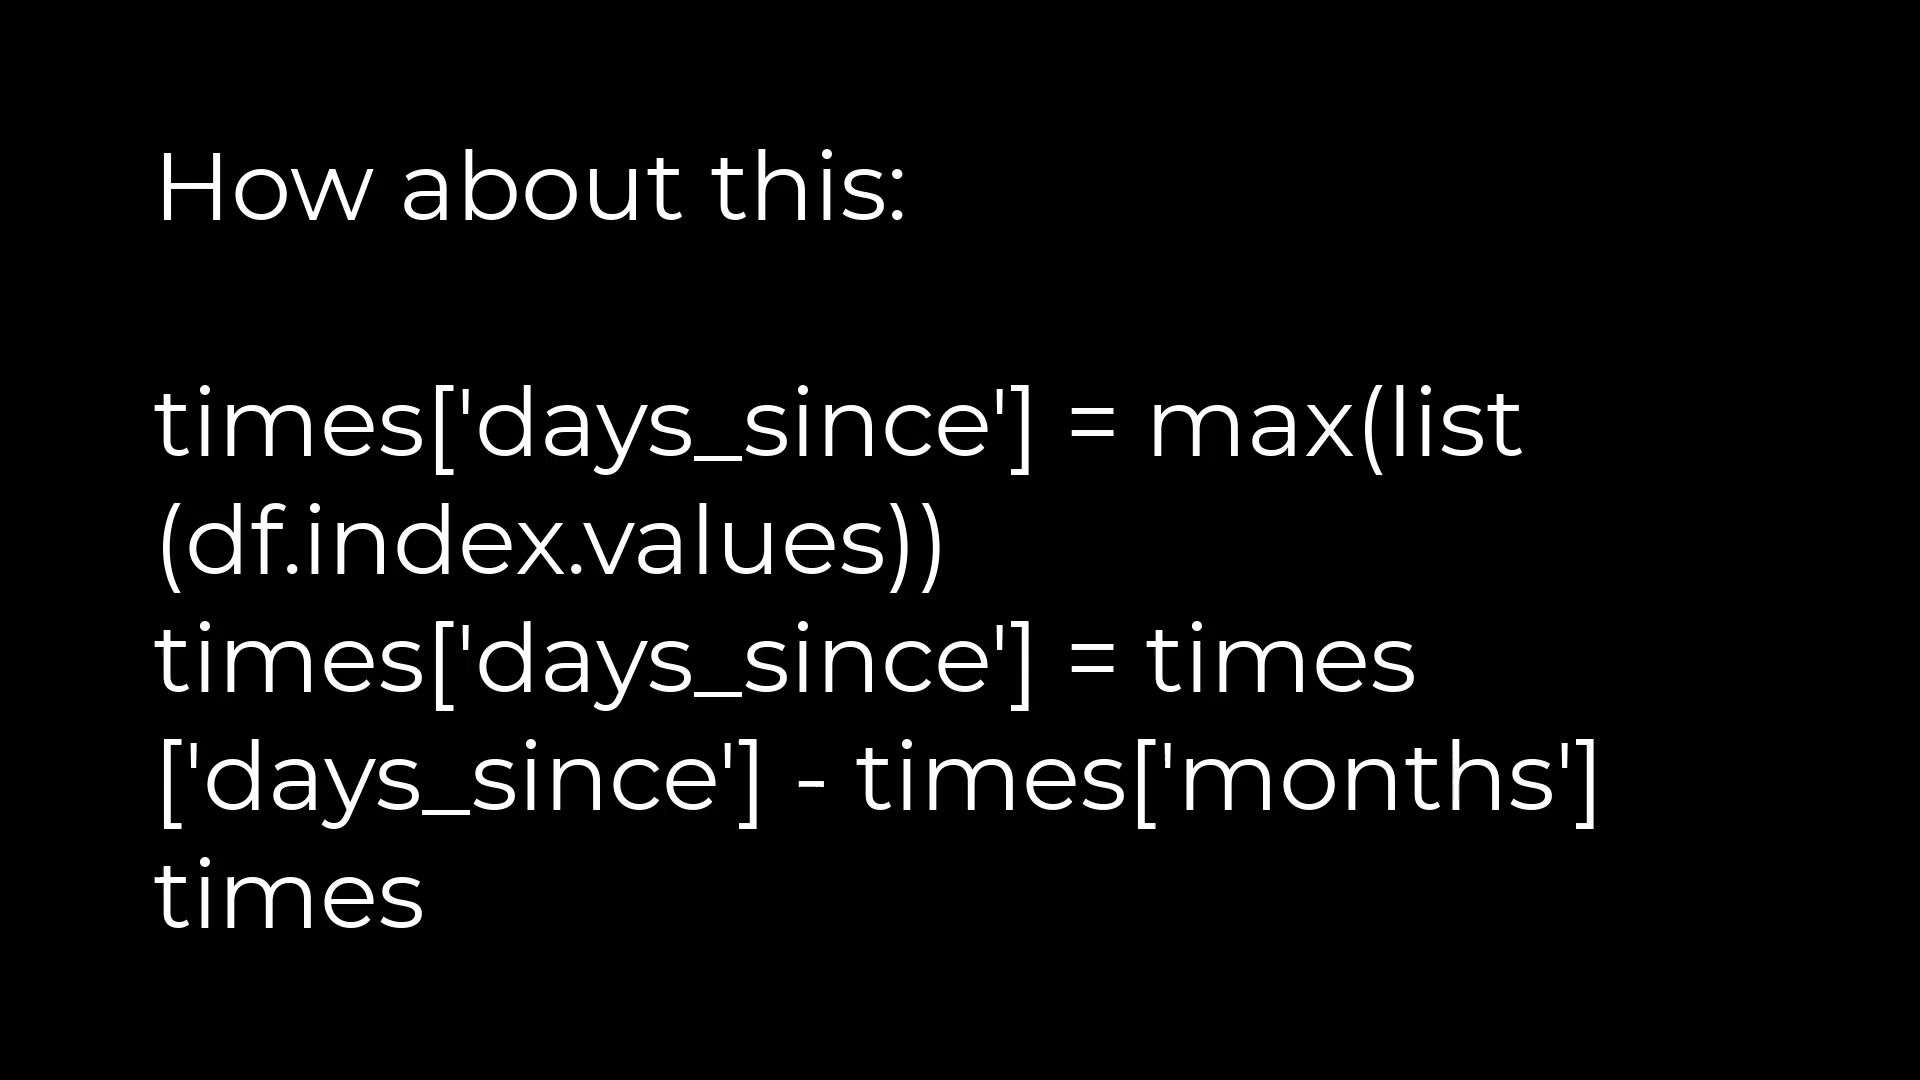 How about this:
times['days_since'] = max(list
(df.index.values))
times['days_since'] = times
['days_since'] - times['months']
times